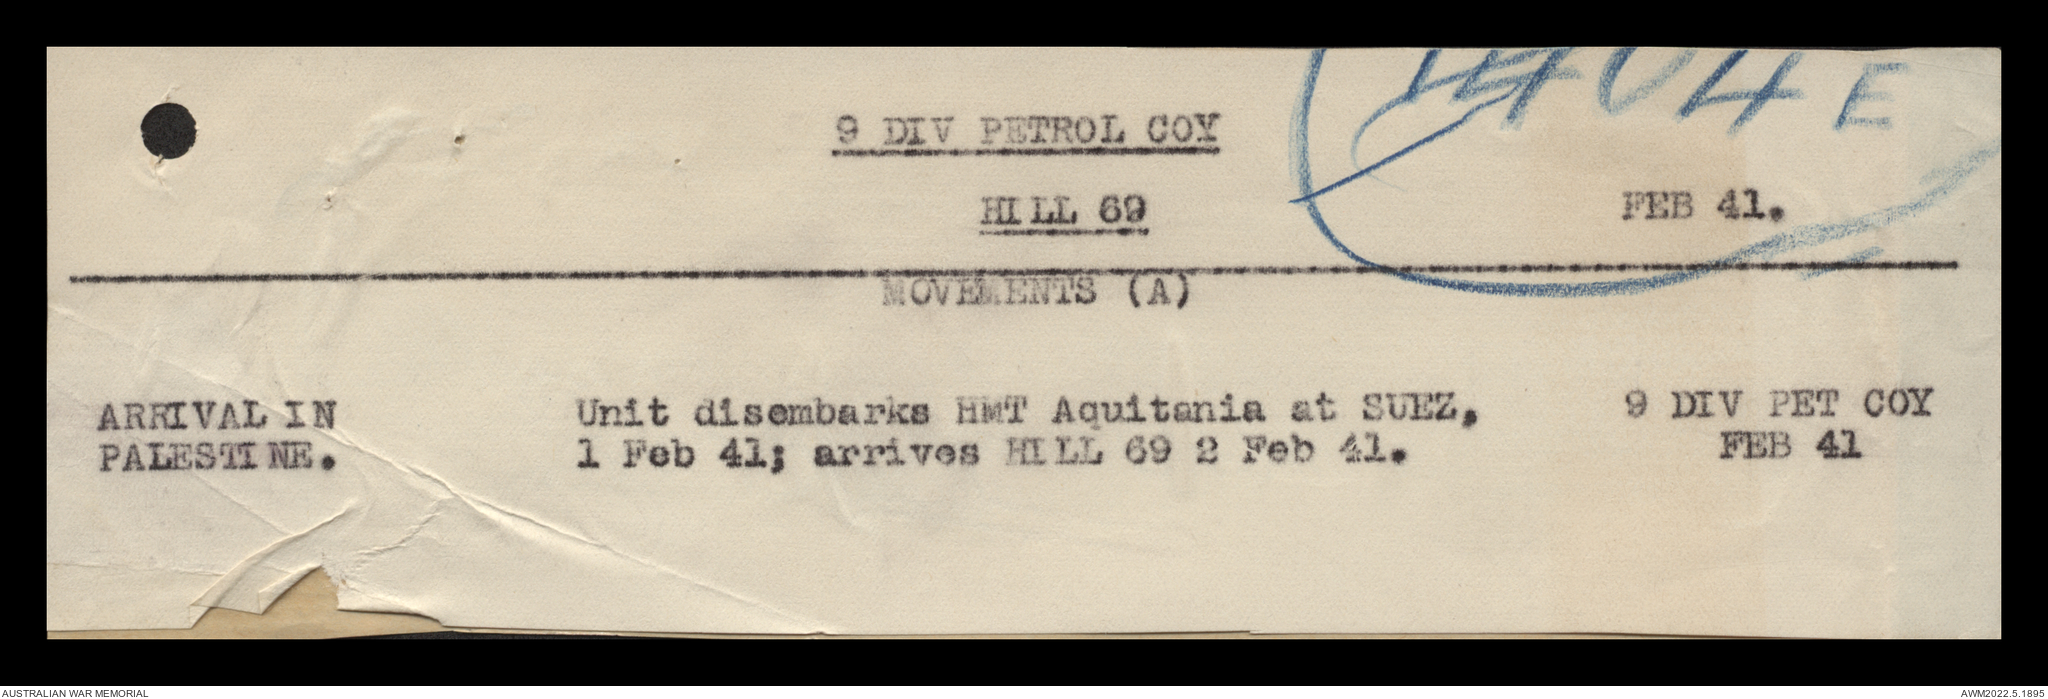 404E
9 DIV PETROL COY
HILL 69
FEB 41.
MOVEMENTS (A)
ARRIVAL IN PALESTINE.
Unit disembarks HMT Aquitania at SUEZ,
1 Feb 41; arrives HILL 69 2 Feb 41.
9 DIV PET COY
FEB 41
AUSTRALIAN WAR MEMORIAL
AWM2022.5.1895